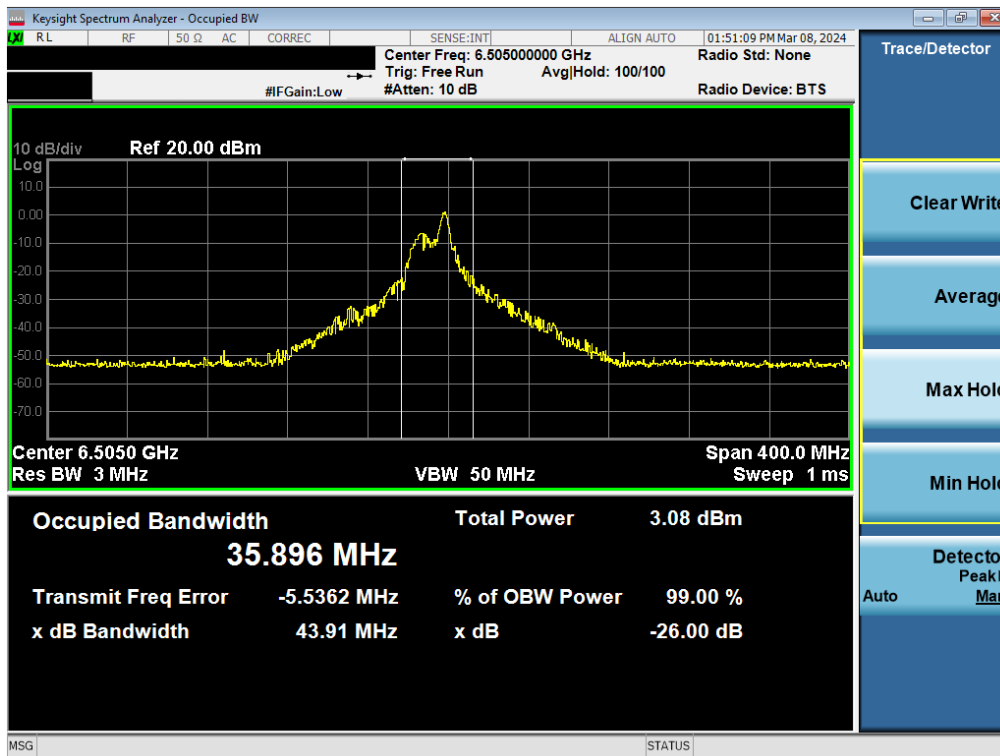 Keysight Spectrum Analyzer - Occupied BW
LXI RL RF 50 Ω AC CORREC SENSE:INT ALIGN AUTO 01:51:09 PM Mar 08, 2024
Center Freq: 6.505000000 GHz Radio Std: None
Trig: Free Run Avg|Hold: 100/100
#IFGain:Low #Atten: 10 dB Radio Device: BTS
10 dB/div Ref 20.00 dBm
Log
10.0
0.00
-10.0
-20.0
-30.0
-40.0
-50.0
-60.0
-70.0
Center 6.5050 GHz Span 400.0 MHz
Res BW 3 MHz VBW 50 MHz Sweep 1 ms
Occupied Bandwidth Total Power 3.08 dBm
35.896 MHz
Transmit Freq Error -5.5362 MHz % of OBW Power 99.00 %
x dB Bandwidth 43.91 MHz x dB -26.00 dB
MSG STATUS
Trace/Detector
Clear Write
Average
Max Hold
Min Hold
Detector
Peak
Auto Man